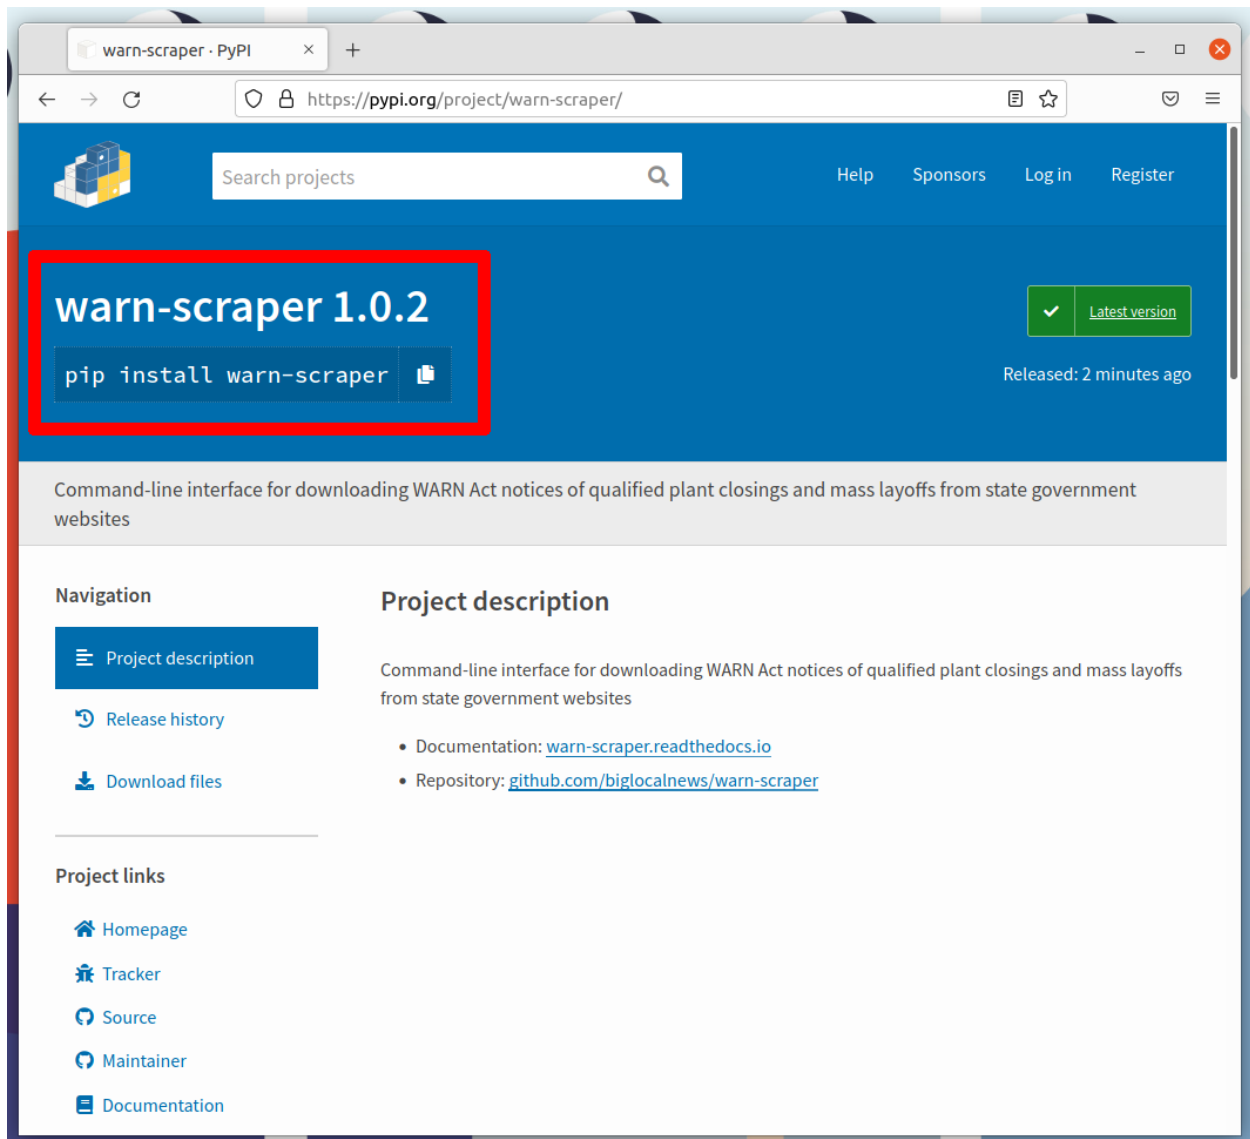 warn-scraper · PyPI
https://pypi.org/project/warn-scraper/
Search projects
Help
Sponsors
Log in
Register
warn-scraper 1.0.2
pip install warn-scraper
Latest version
Released: 2 minutes ago
Command-line interface for downloading WARN Act notices of qualified plant closings and mass layoffs from state government
websites
Navigation
Project description
Release history
Download files
Project links
Homepage
Tracker
Source
Maintainer
Documentation
Project description
Command-line interface for downloading WARN Act notices of qualified plant closings and mass layoffs
from state government websites
• Documentation: warn-scraper.readthedocs.io
• Repository: github.com/biglocalnews/warn-scraper